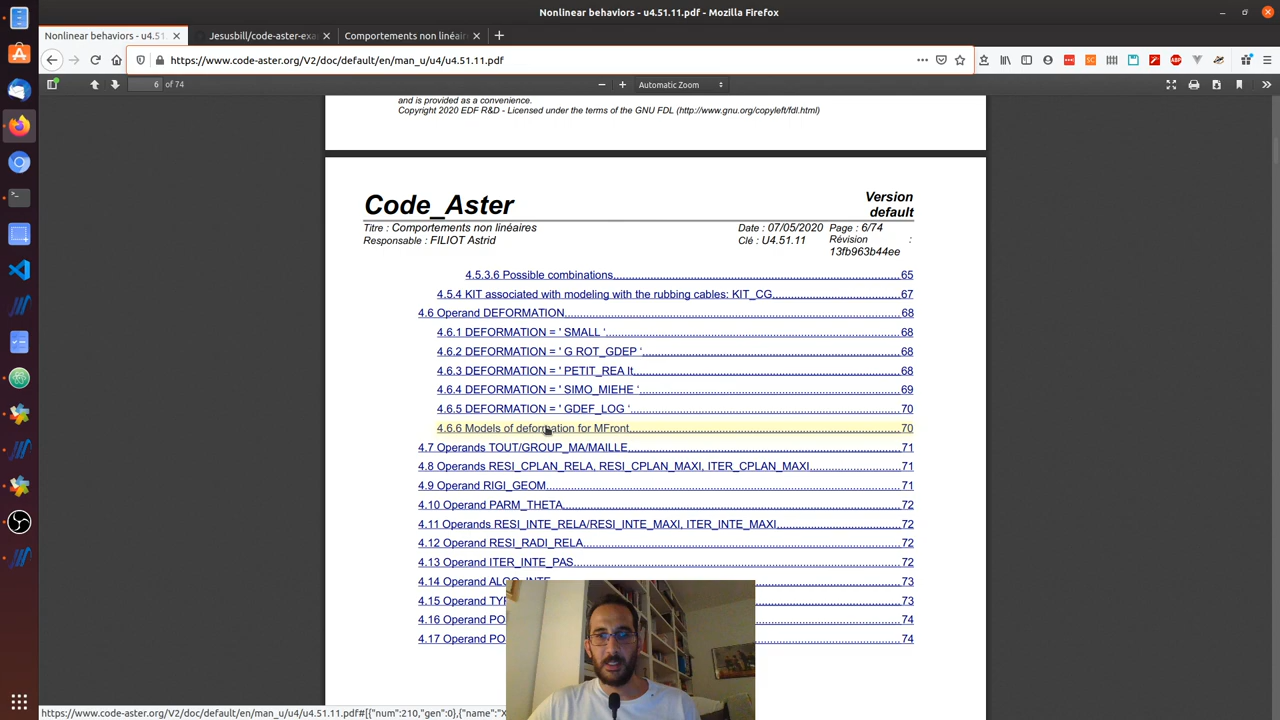 Nonlinear behaviors - u4.51.11.pdf - Mozilla Firefox
Nonlinear behaviors - u4.51.11.pdf
Jesusbill/code-aster-exa
Comportements non linéair
https://www.code-aster.org/V2/doc/default/en/man_u/u4/u4.51.11.pdf
6 of 74
Automatic Zoom
and is provided as a convenience.
Copyright 2020 EDF R&D - Licensed under the terms of the GNU FDL (http://www.gnu.org/copyleft/fdl.html)
Code_Aster
Version
default
Titre : Comportements non linéaires
Date : 07/05/2020 Page : 6/74
Responsable : FILIOT Astrid
Clé : U4.51.11 Révision :
13fb963b44ee
4.5.3.6 Possible combinations 65
4.5.4 KIT associated with modeling with the rubbing cables: KIT_CG 67
4.6 Operand DEFORMATION 68
4.6.1 DEFORMATION = ' SMALL ' 68
4.6.2 DEFORMATION = ' G ROT_GDEP ' 68
4.6.3 DEFORMATION = ' PETIT_REA lt 68
4.6.4 DEFORMATION = ' SIMO_MIEHE ' 69
4.6.5 DEFORMATION = ' GDEF_LOG ' 70
4.6.6 Models of deformation for MFront 70
4.7 Operands TOUT/GROUP_MA/MAILLE 71
4.8 Operands RESI_CPLAN_RELA, RESI_CPLAN_MAXI, ITER_CPLAN_MAXI 71
4.9 Operand RIGI_GEOM 71
4.10 Operand PARM_THETA 72
4.11 Operands RESI_INTE_RELA/RESI_INTE_MAXI, ITER_INTE_MAXI 72
4.12 Operand RESI_RADI_RELA 72
4.13 Operand ITER_INTE_PAS 72
4.14 Operand ALGO_INTE 73
4.15 Operand TY 73
4.16 Operand PO 74
4.17 Operand PO 74
https://www.code-aster.org/V2/doc/default/en/man_u/u4/u4.51.11.pdf#[{"num":210,"gen":0},{"name":"X